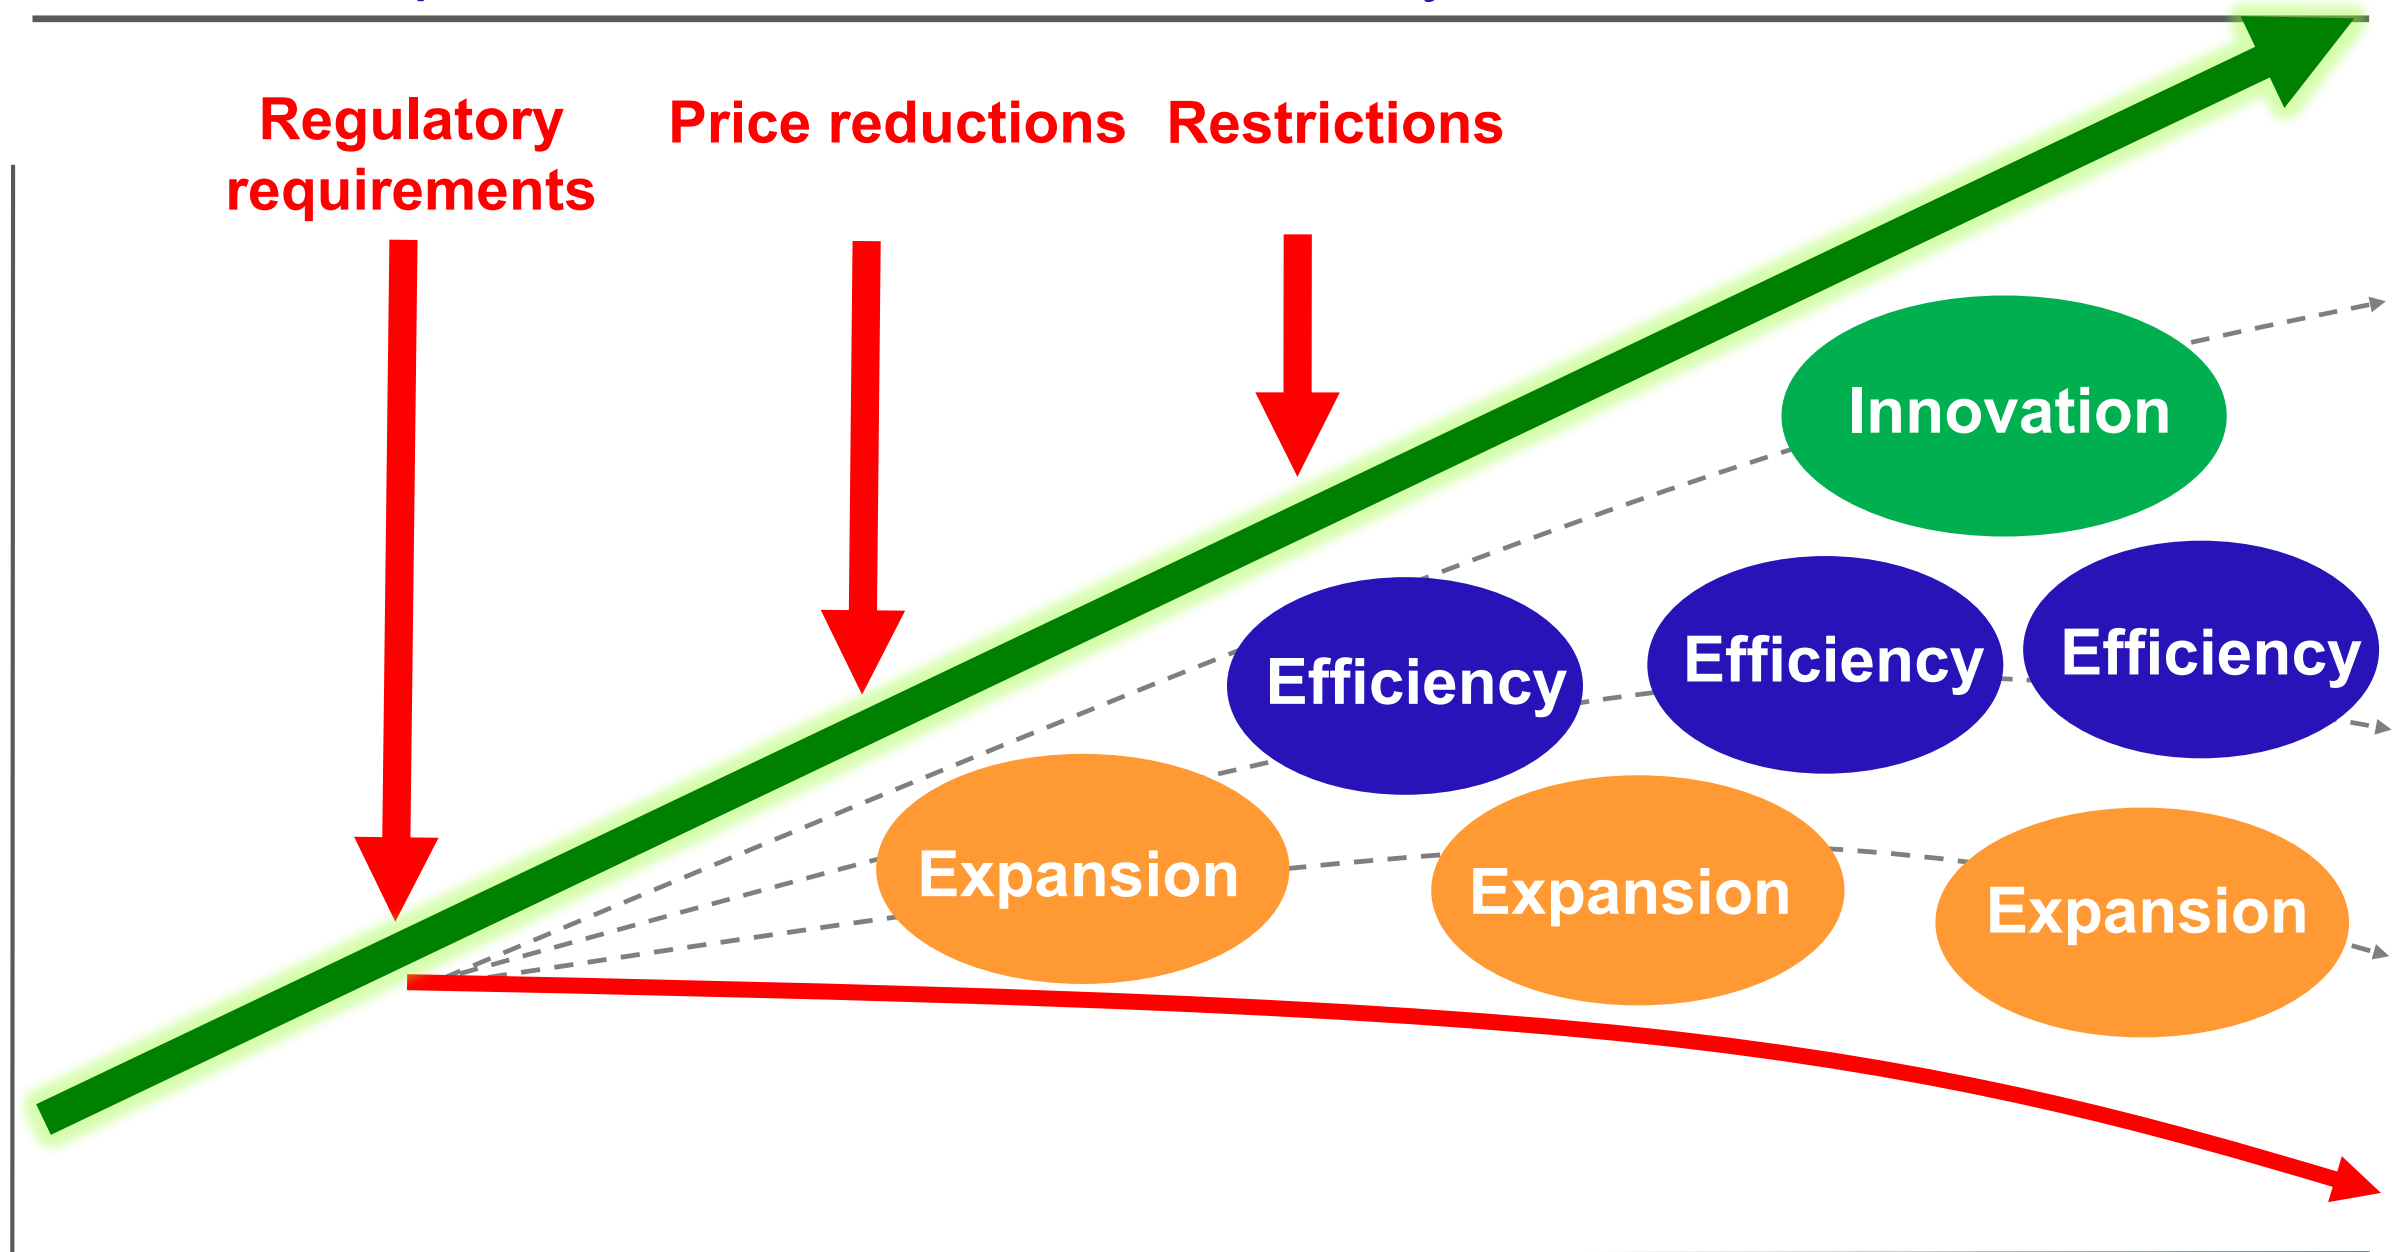 Regulatory
requirements
Price reductions
Restrictions
Innovation
Efficiency
Efficiency
Efficiency
Expansion
Expansion
Expansion